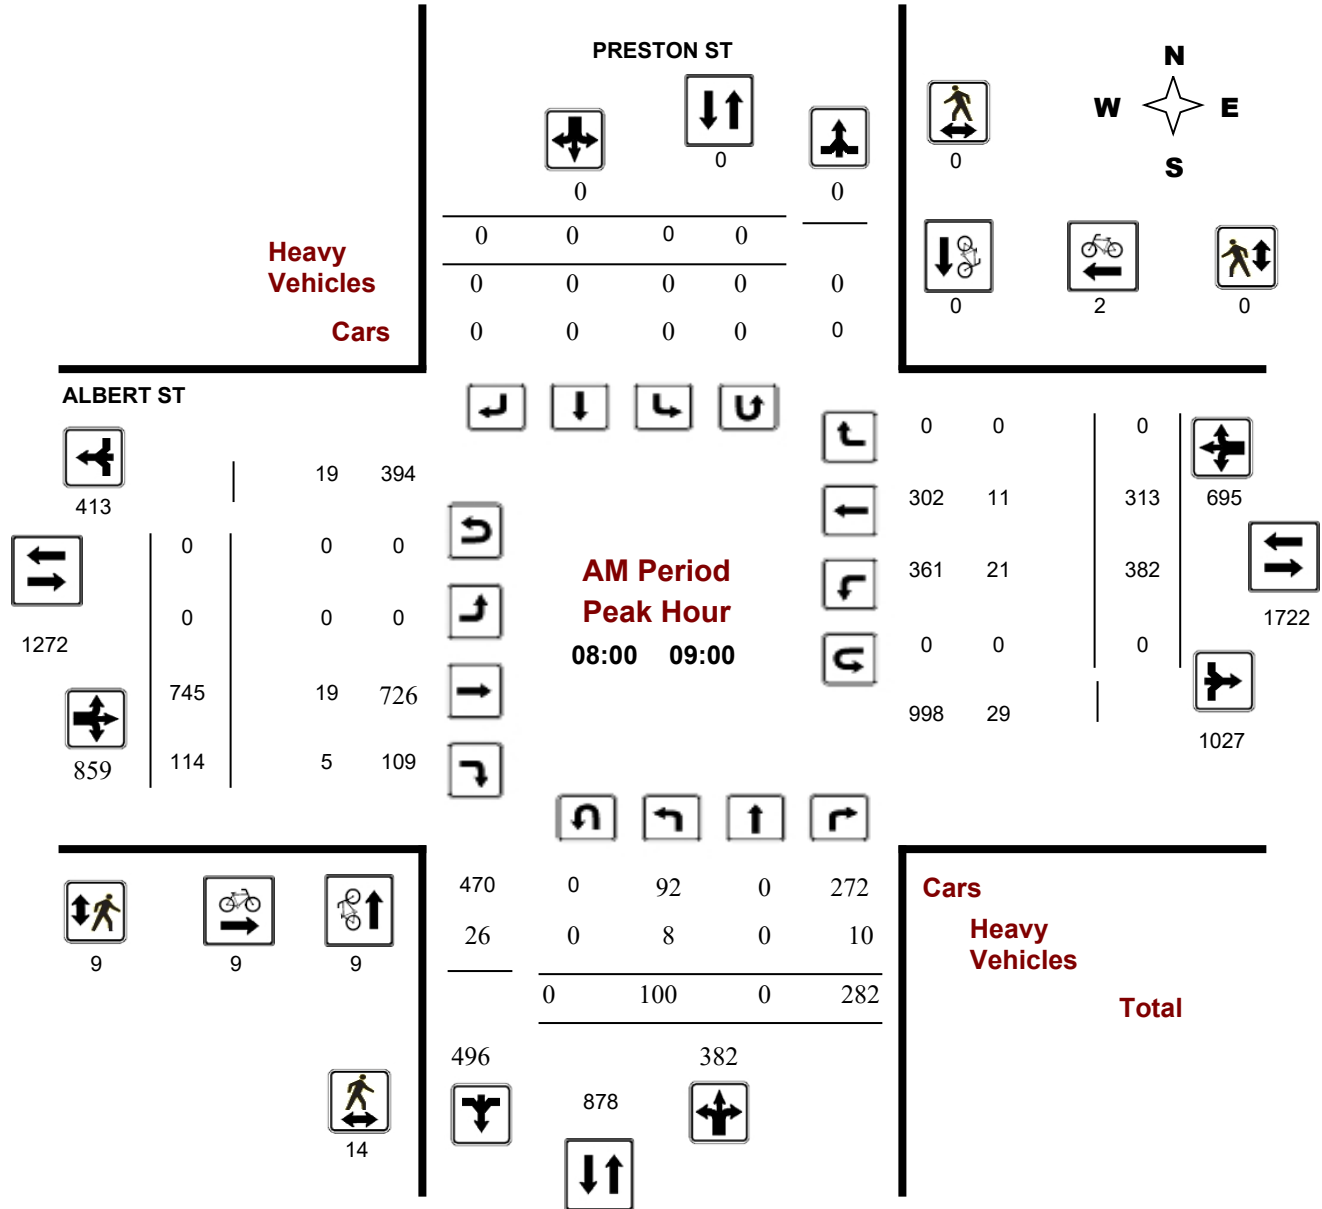 PRESTON ST
N
W E
S
0
0
0 0
0 0 0 0
Heavy
Vehicles
0 0 0 0 0
Cars
0 0 0 0 0
0 2 0
ALBERT ST
0 0 0
19 394
413
302 11 313 695
0 0 0
AM Period
361 21 382
Peak Hour
0 0 0
1272
1722
08:00 09:00
0 0 0
745 19 726
998 29
1027
859 114 5 109
470 0 92 0 272
Cars
26 0 8 0 10
Heavy
Vehicles
9 9 9
0 100 0 282
Total
496 382
878
14